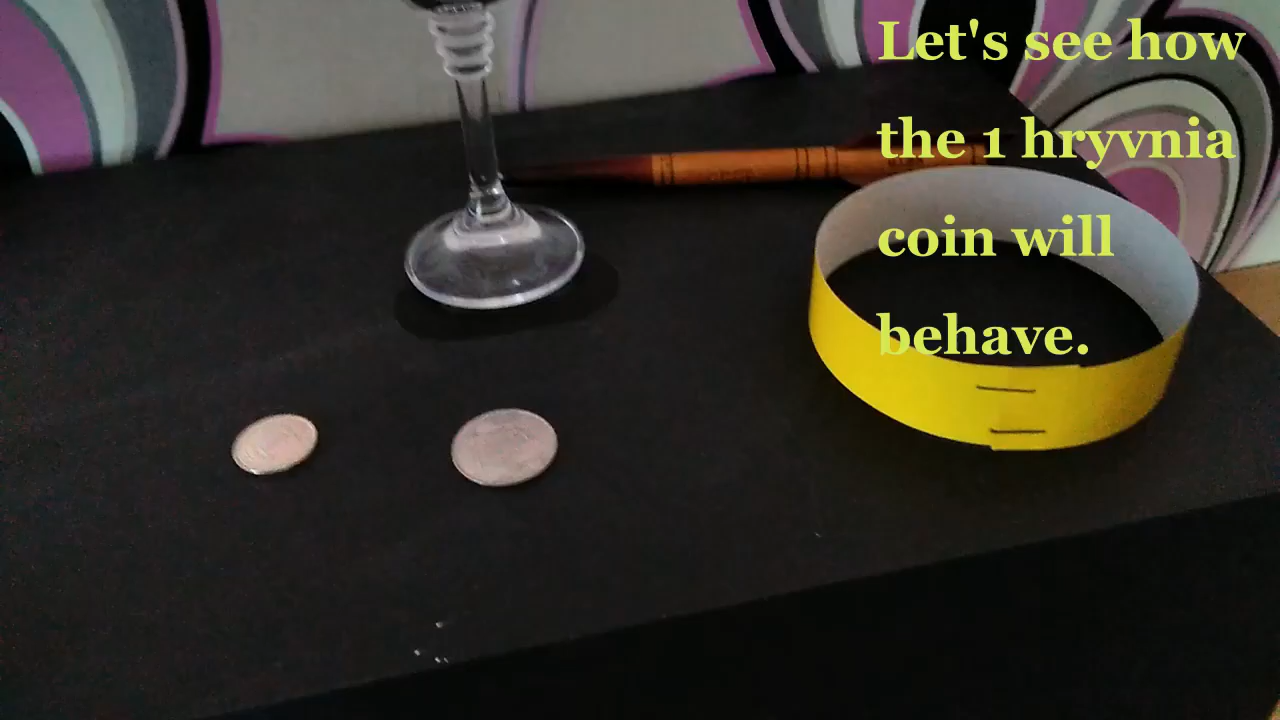 Let's see how
the 1 hryvnia
coin will
behave.